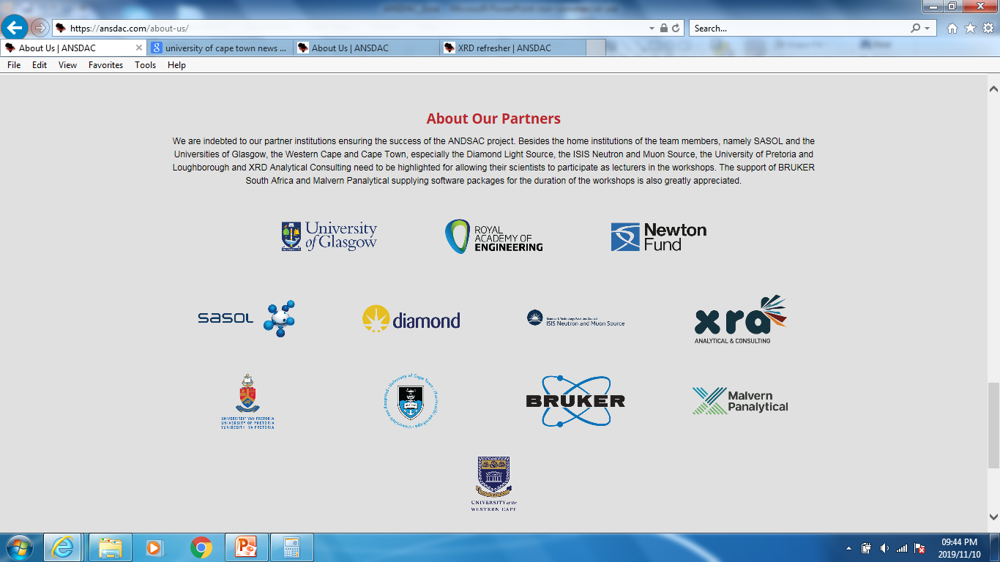 https://ansdac.com/about-us/
Search...
About Us | ANSDAC
university of cape town news ...
About Us | ANSDAC
XRD refresher | ANSDAC
File Edit View Favorites Tools Help
About Our Partners
We are indebted to our partner institutions ensuring the success of the ANDSAC project. Besides the home institutions of the team members, namely SASOL and the
Universities of Glasgow, the Western Cape and Cape Town, especially the Diamond Light Source, the ISIS Neutron and Muon Source, the University of Pretoria and
Loughborough and XRD Analytical Consulting need to be highlighted for allowing their scientists to participate as lecturers in the workshops. The support of BRUKER
South Africa and Malvern Panalytical supplying software packages for the duration of the workshops is also greatly appreciated.
University
of Glasgow
ROYAL
ACADEMY OF
ENGINEERING
Newton
Fund
sasol
diamond
Science & Technology Facilities Council
ISIS Neutron and Muon Source
xra
ANALYTICAL & CONSULTING
UNIVERSITEIT VAN PRETORIA
UNIVERSITY OF PRETORIA
YUNIBESITHI YA PRETORIA
University of Cape Town
BRUKER
Malvern
Panalytical
UNIVERSITY of the
WESTERN CAPE
09:44 PM
2019/11/10